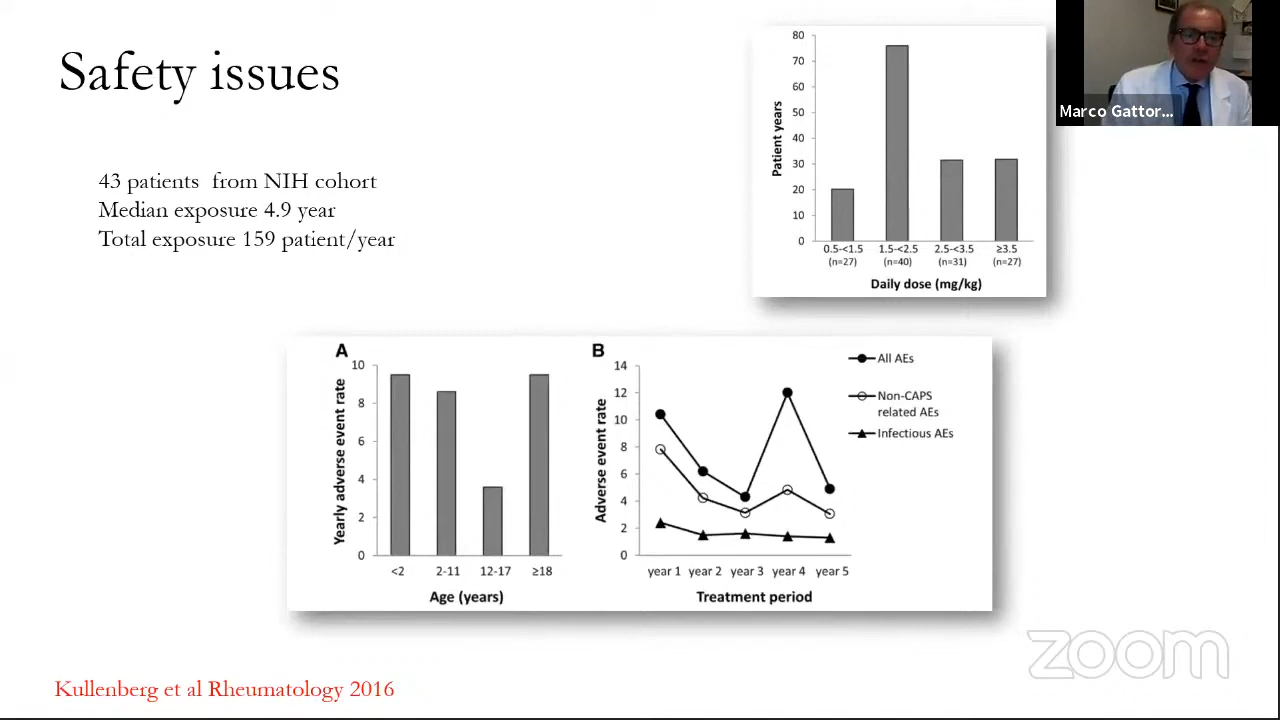 Safety issues
43 patients from NIH cohort
Median exposure 4.9 year
Total exposure 159 patient/year
Patient years
80
70
60
50
40
30
20
10
0
0.5-<1.5 1.5-<2.5 2.5-<3.5 ≥3.5
(n=27) (n=40) (n=31) (n=27)
Daily dose (mg/kg)
Marco Gattor...
A
Yearly adverse event rate
10
8
6
4
2
0
<2 2-11 12-17 ≥18
Age (years)
B
Adverse event rate
14
12
10
8
6
4
2
0
year 1 year 2 year 3 year 4 year 5
Treatment period
All AEs
Non-CAPS
related AEs
Infectious AEs
Kullenberg et al Rheumatology 2016
zoom